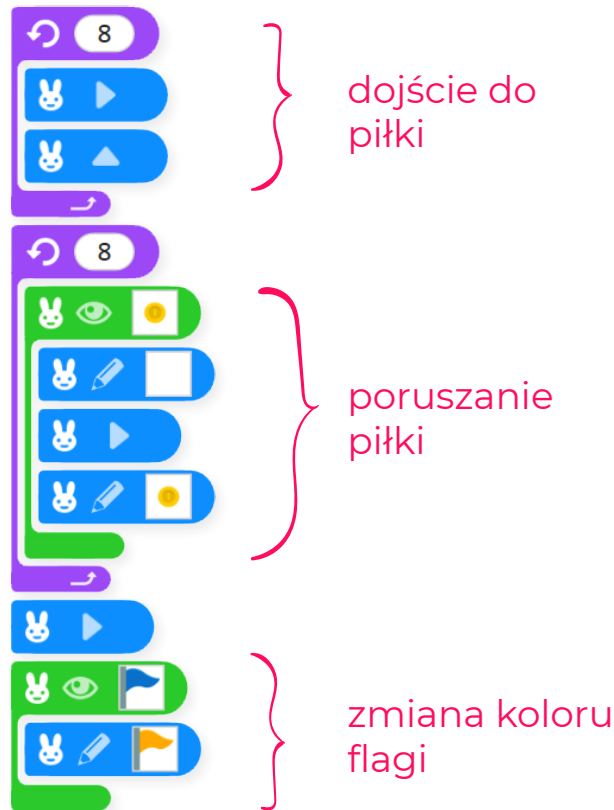 8
dojście do
piłki
8
poruszanie
piłki
zmiana koloru
flagi